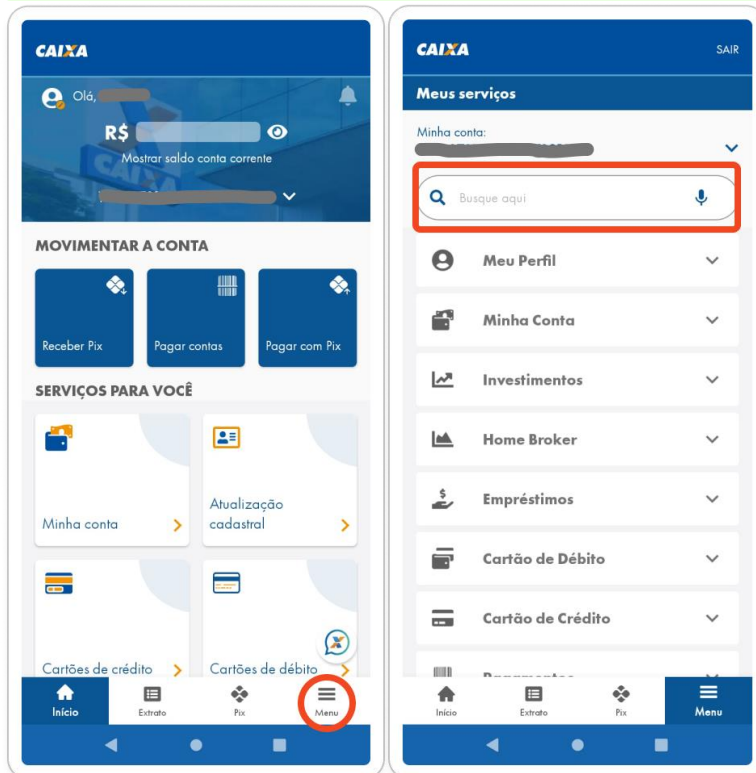 CAIXA
Olá,
R$
Mostrar saldo conta corrente
MOVIMENTAR A CONTA
Receber Pix
Pagar contas
Pagar com Pix
SERVIÇOS PARA VOCÊ
Minha conta
Atualização
cadastral
Cartões de crédito
Cartões de débito
Início
Extrato
Pix
Menu
CAIXA
SAIR
Meus serviços
Minha conta:
Busque aqui
Meu Perfil
Minha Conta
Investimentos
Home Broker
Empréstimos
Cartão de Débito
Cartão de Crédito
Início
Extrato
Pix
Menu